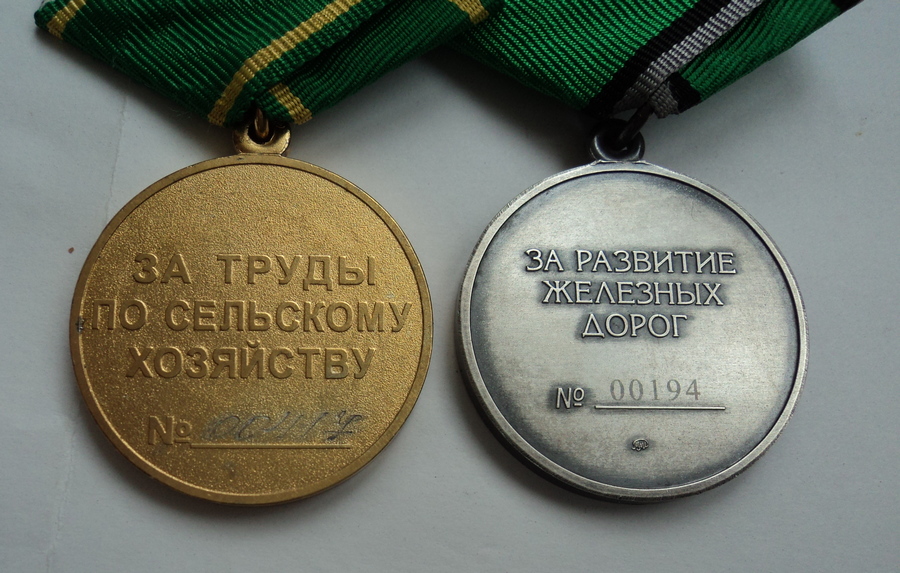 ЗА ТРУДЫ
ПО СЕЛЬСКОМУ
ХОЗЯЙСТВУ
№
ЗА РАЗВИТИЕ
ЖЕЛЕЗНЫХ
ДОРОГ
№ 00194